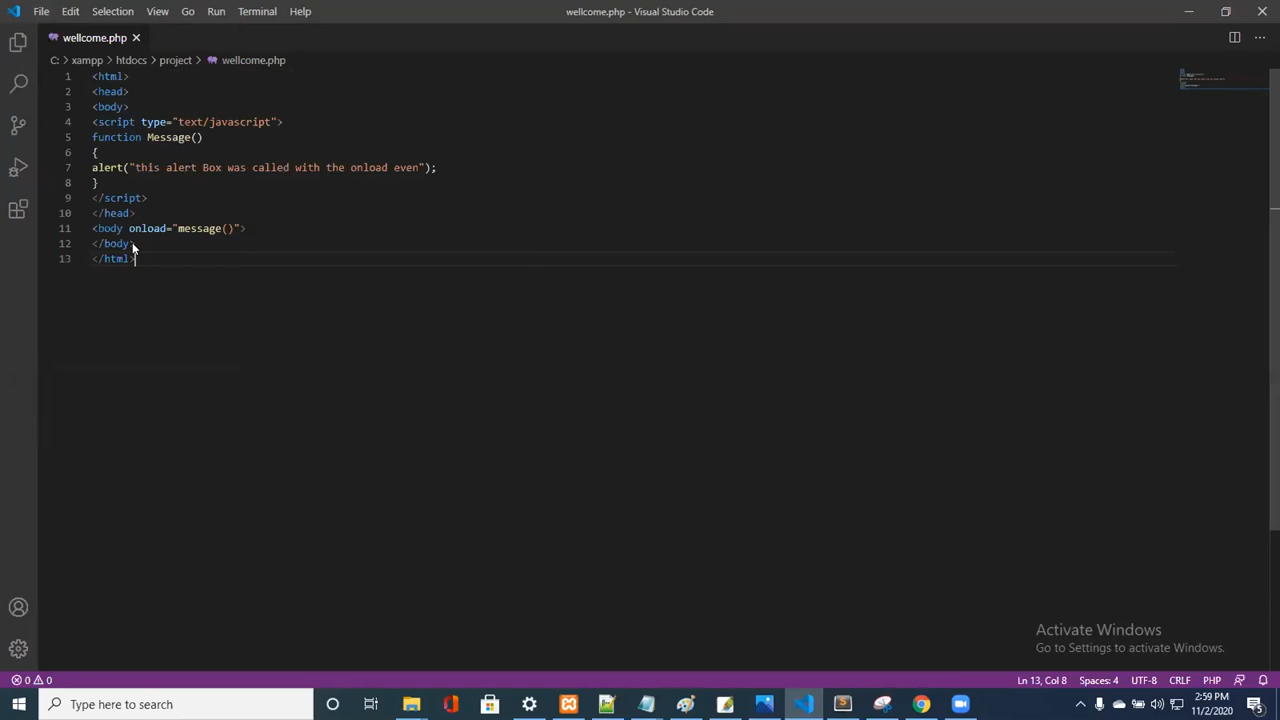 File Edit Selection View Go Run Terminal Help
wellcome.php - Visual Studio Code
wellcome.php
C: > xampp > htdocs > project > wellcome.php
1 <html>
2 <head>
3 <body>
4 <script type="text/javascript">
5 function Message()
6 {
7 alert("this alert Box was called with the onload even");
8 }
9 </script>
10 </head>
11 <body onload="message()">
12 </body>
13 </html>
Activate Windows
Go to Settings to activate Windows.
0 0
Ln 13, Col 8 Spaces: 4 UTF-8 CRLF PHP
Type here to search
2:59 PM
11/2/2020
5